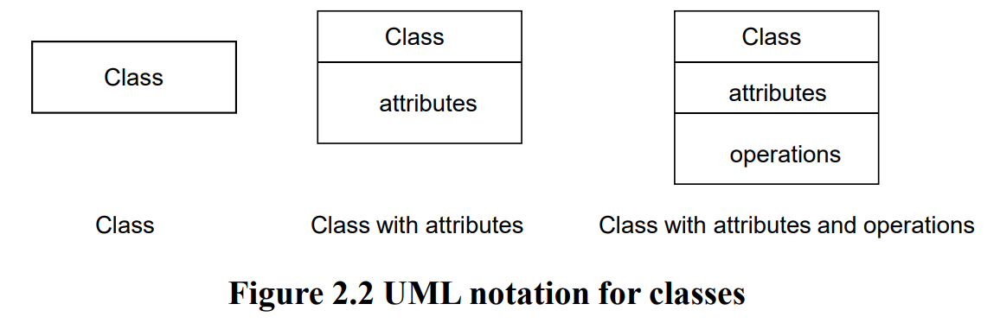 Class
Class
attributes
Class
attributes
operations
Class
Class with attributes
Class with attributes and operations
Figure 2.2 UML notation for classes